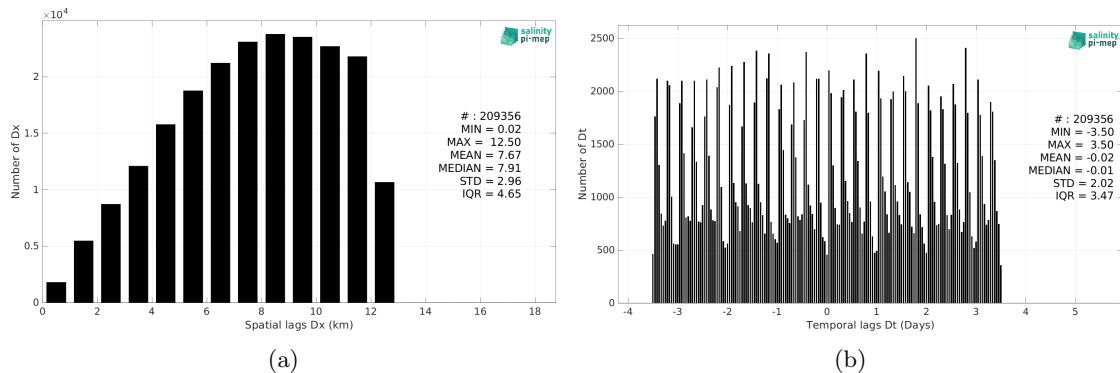 ×10⁴
salinity
pi-mep
2
1.5
1
0.5
0
Number of Dx
# : 209356
MIN = 0.02
MAX = 12.50
MEAN = 7.67
MEDIAN = 7.91
STD = 2.96
IQR = 4.65
0 2 4 6 8 10 12 14 16 18
Spatial lags Dx (km)
(a)
salinity
pi-mep
2500
2000
1500
1000
500
0
Number of Dt
# : 209356
MIN = -3.50
MAX = 3.50
MEAN = -0.02
MEDIAN = -0.01
STD = 2.02
IQR = 3.47
-4 -3 -2 -1 0 1 2 3 4 5
Temporal lags Dt (Days)
(b)